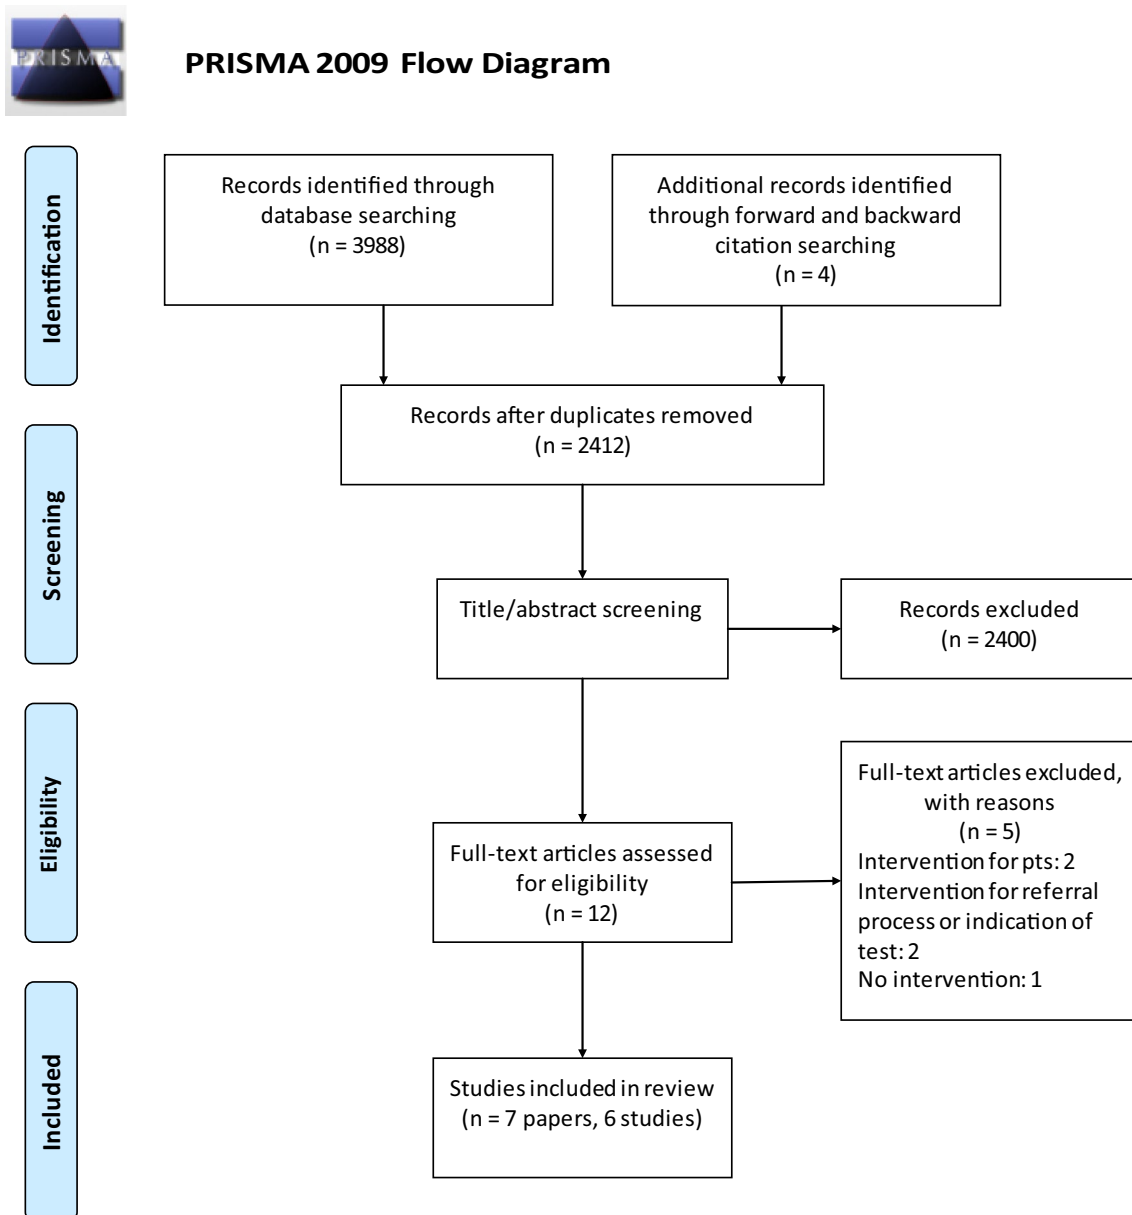 PRISMA
PRISMA 2009 Flow Diagram
Identification
Records identified through
database searching
(n = 3988)
Additional records identified
through forward and backward
citation searching
(n = 4)
Records after duplicates removed
(n = 2412)
Screening
Title/abstract screening
Records excluded
(n = 2400)
Eligibility
Full-text articles assessed
for eligibility
(n = 12)
Full-text articles excluded,
with reasons
(n = 5)
Intervention for pts: 2
Intervention for referral
process or indication of
test: 2
No intervention: 1
Included
Studies included in review
(n = 7 papers, 6 studies)